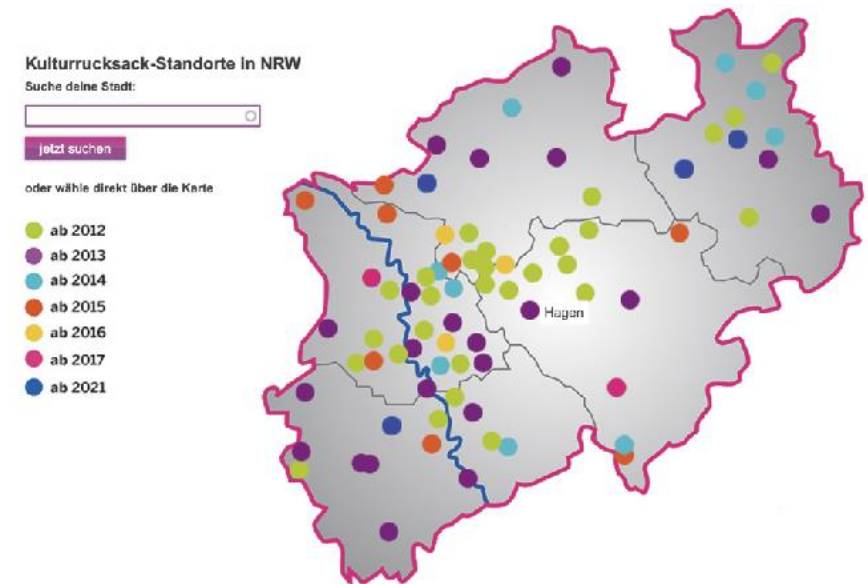 Kulturrucksack-Standorte in NRW
Suche deine Stadt:
jetzt suchen
oder wähle direkt über die Karte
ab 2012
ab 2013
ab 2014
ab 2015
ab 2016
ab 2017
ab 2021
Hagen